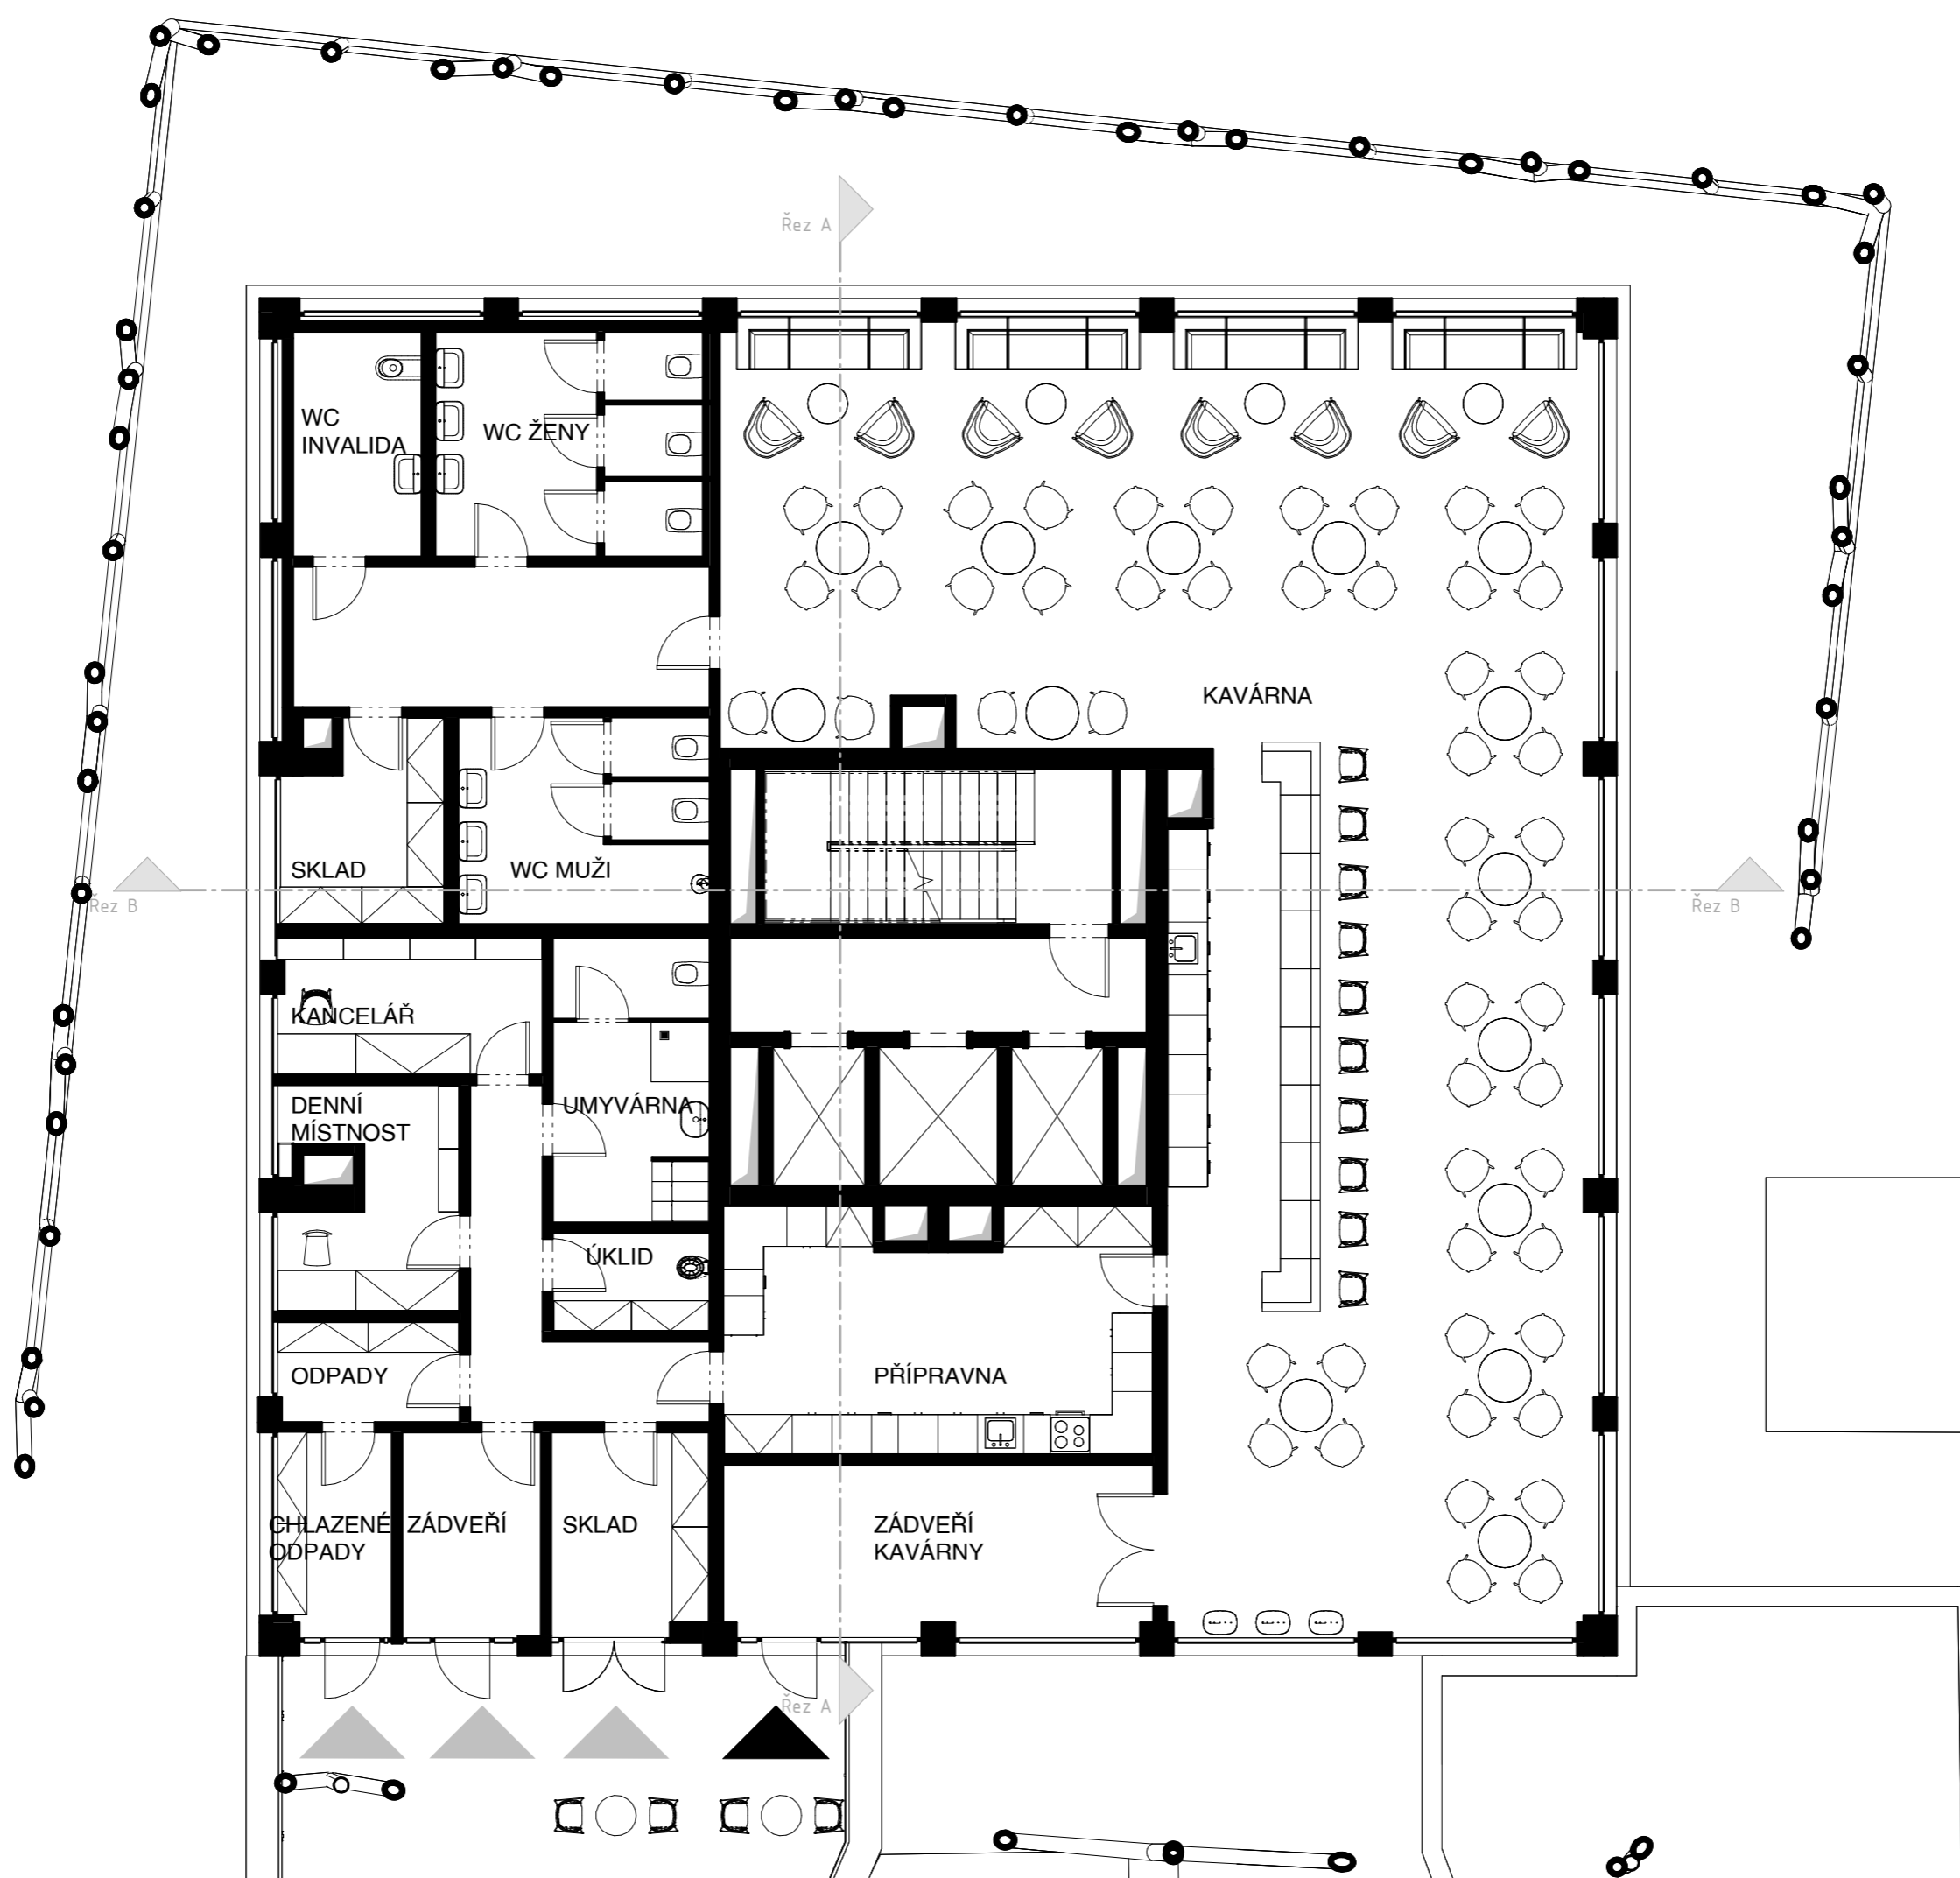 Řez A
WC
INVALIDA
WC ŽENY
KAVÁRNA
SKLAD
WC MUŽI
Řez B
Řez B
KANCELÁŘ
DENNÍ
MÍSTNOST
UMYVÁRNA
ÚKLID
ODPADY
PŘÍPRAVNA
CHLAZENÉ
ODPADY
ZÁDVEŘÍ
SKLAD
ZÁDVEŘÍ
KAVÁRNY
Řez A